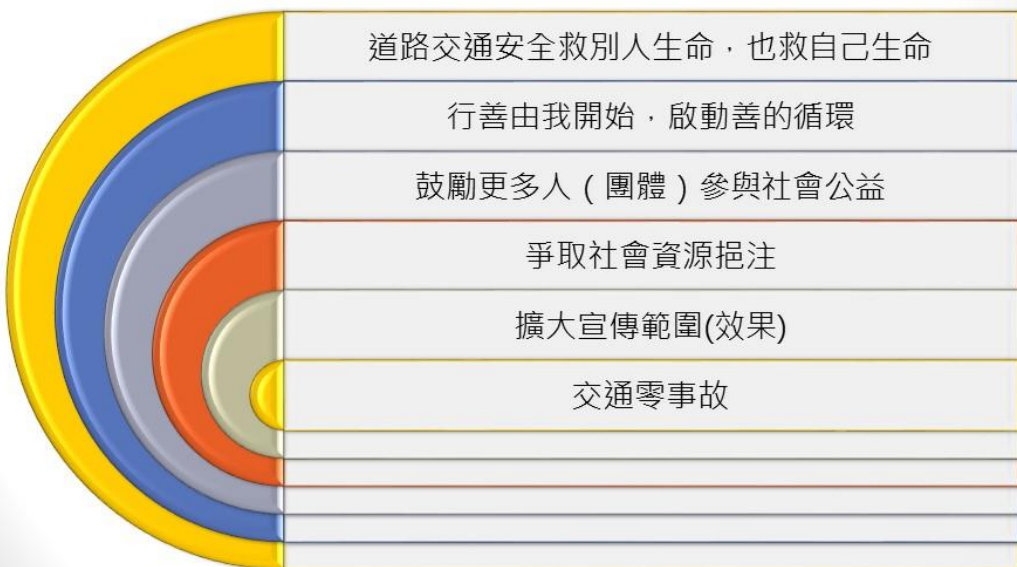 道路交通安全救別人生命，也救自己生命
行善由我開始，啟動善的循環
鼓勵更多人（團體）參與社會公益
爭取社會資源挹注
擴大宣傳範圍(效果)
交通零事故